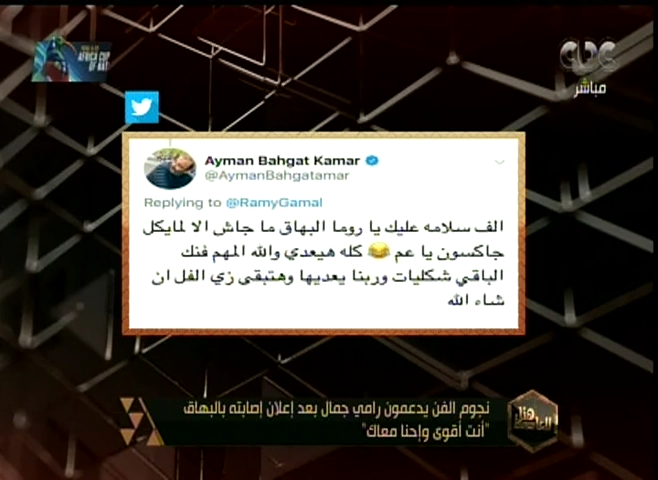 AFRICA CUP
OF NAT
CBC
مباشر
Ayman Bahgat Kamar
@AymanBahgatamar
Replying to @RamyGamal
الف سلامه عليك يا روما البهاق ما جاش الا لمايكل
جاكسون يا عم 😂 كله هيعدي والله المهم فنك
الباقي شكليات وربنا يعديها وهتبقى زي الفل ان
شاء الله
نجوم الفن يدعمون رامي جمال بعد إعلان إصابته بالبهاق
"أنت أقوى وإحنا معاك"